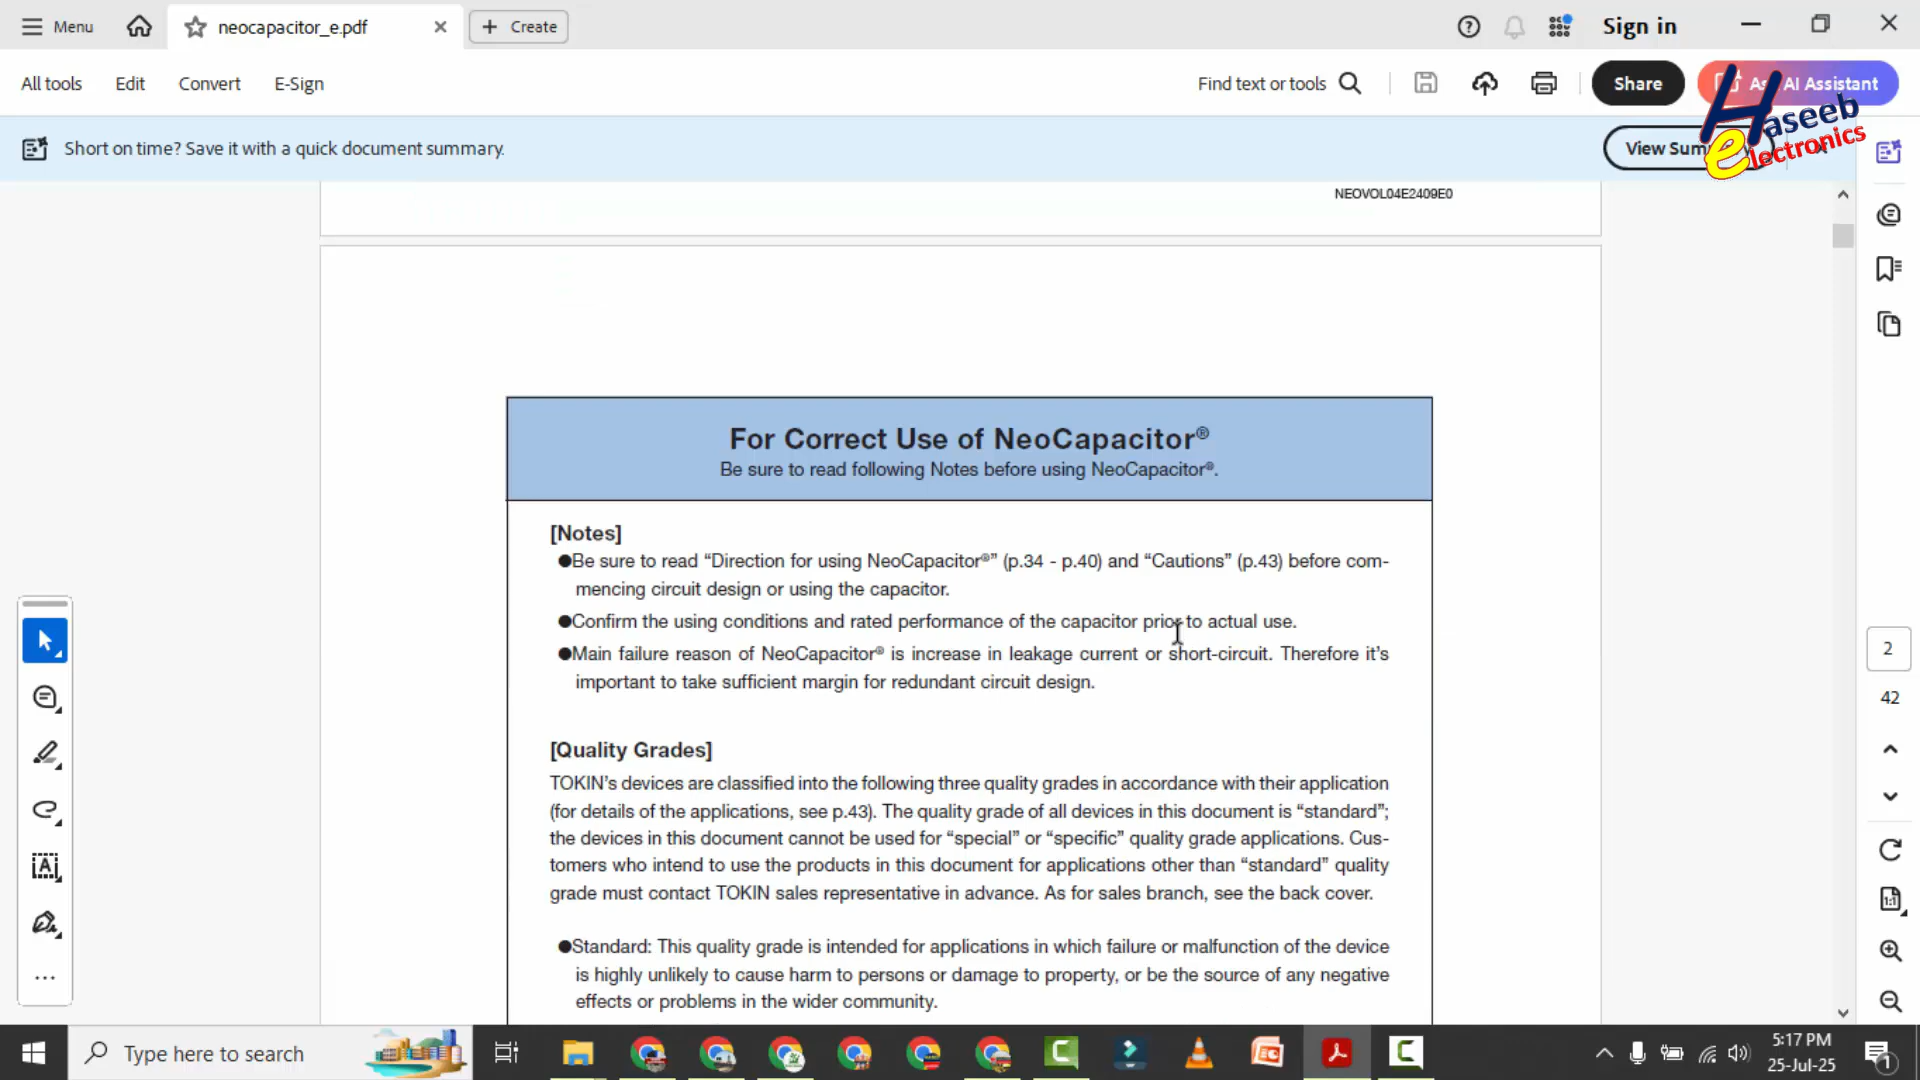 Menu
neocapacitor_e.pdf
Create
Sign in
All tools
Edit
Convert
E-Sign
Find text or tools
Share
AI Assistant
Haseeb
electronics
Short on time? Save it with a quick document summary.
View Sum
NEOVOL04E2409E0
For Correct Use of NeoCapacitor®
Be sure to read following Notes before using NeoCapacitor®.
[Notes]
●Be sure to read “Direction for using NeoCapacitor®” (p.34 - p.40) and “Cautions” (p.43) before com-
mencing circuit design or using the capacitor.
●Confirm the using conditions and rated performance of the capacitor prior to actual use.
●Main failure reason of NeoCapacitor® is increase in leakage current or short-circuit. Therefore it’s
important to take sufficient margin for redundant circuit design.
[Quality Grades]
TOKIN’s devices are classified into the following three quality grades in accordance with their application
(for details of the applications, see p.43). The quality grade of all devices in this document is “standard”;
the devices in this document cannot be used for “special” or “specific” quality grade applications. Cus-
tomers who intend to use the products in this document for applications other than “standard” quality
grade must contact TOKIN sales representative in advance. As for sales branch, see the back cover.
●Standard: This quality grade is intended for applications in which failure or malfunction of the device
is highly unlikely to cause harm to persons or damage to property, or be the source of any negative
effects or problems in the wider community.
2
42
Type here to search
5:17 PM
25-Jul-25
1